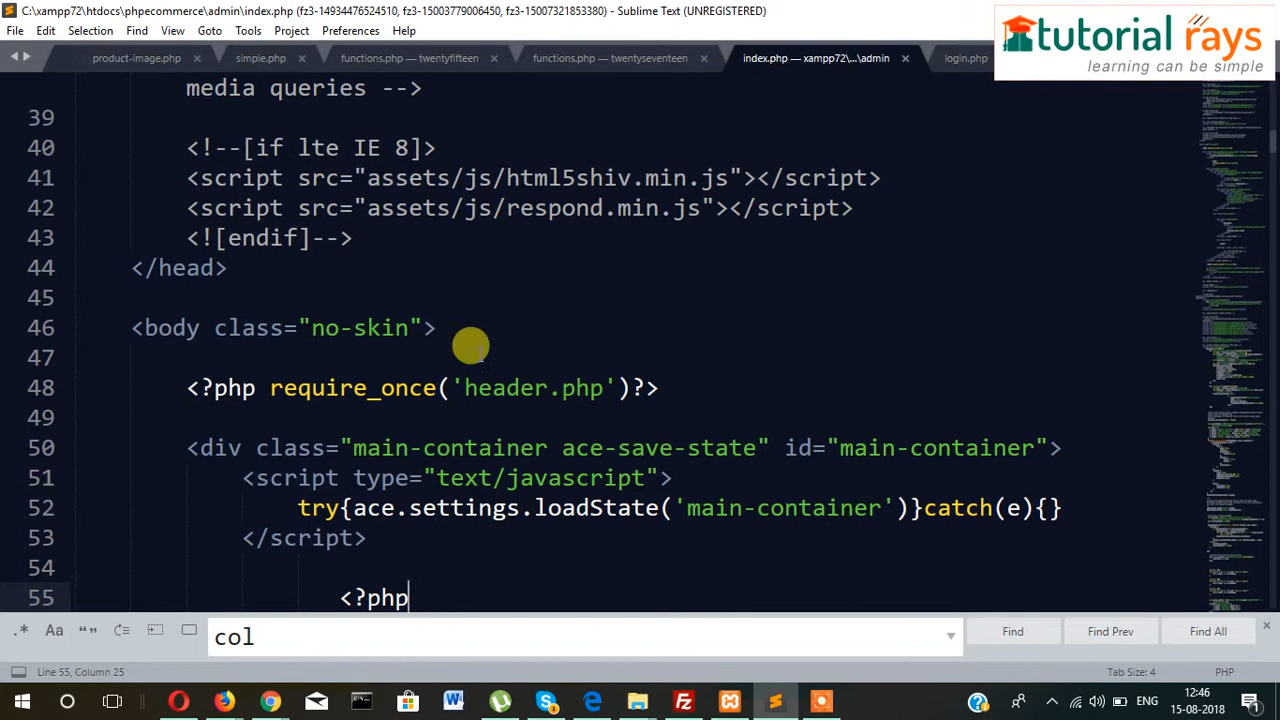 C:\xampp72\htdocs\phpecommerce\admin\index.php (fz3-14934476524510, fz3-15073779006450, fz3-15007321853380) - Sublime Text (UNREGISTERED)
File Edit Selection Find View Goto Tools Project Preferences Help
product-image.php × simple.php × functions.php — twentyfifteen × functions.php — twentyseventeen × index.php — xampp72\...\admin × login.php
tutorial rays
learning can be simple
media queries -->
39
40 <!--[if lte IE 8]>
41 <script src="assets/js/html5shiv.min.js"></script>
42 <script src="assets/js/respond.min.js"></script>
43 <![endif]-->
44 </head>
45
46 <body class="no-skin">
47
48 <?php require_once('header.php')?>
49
50 <div class="main-container ace-save-state" id="main-container">
51 <script type="text/javascript">
52 try{ace.settings.loadState('main-container')}catch(e){}
53 </script>
54
55 <?php
.* Aa “” col Find Find Prev Find All ×
Line 55, Column 25 Tab Size: 4 PHP
ENG 12:46
15-08-2018